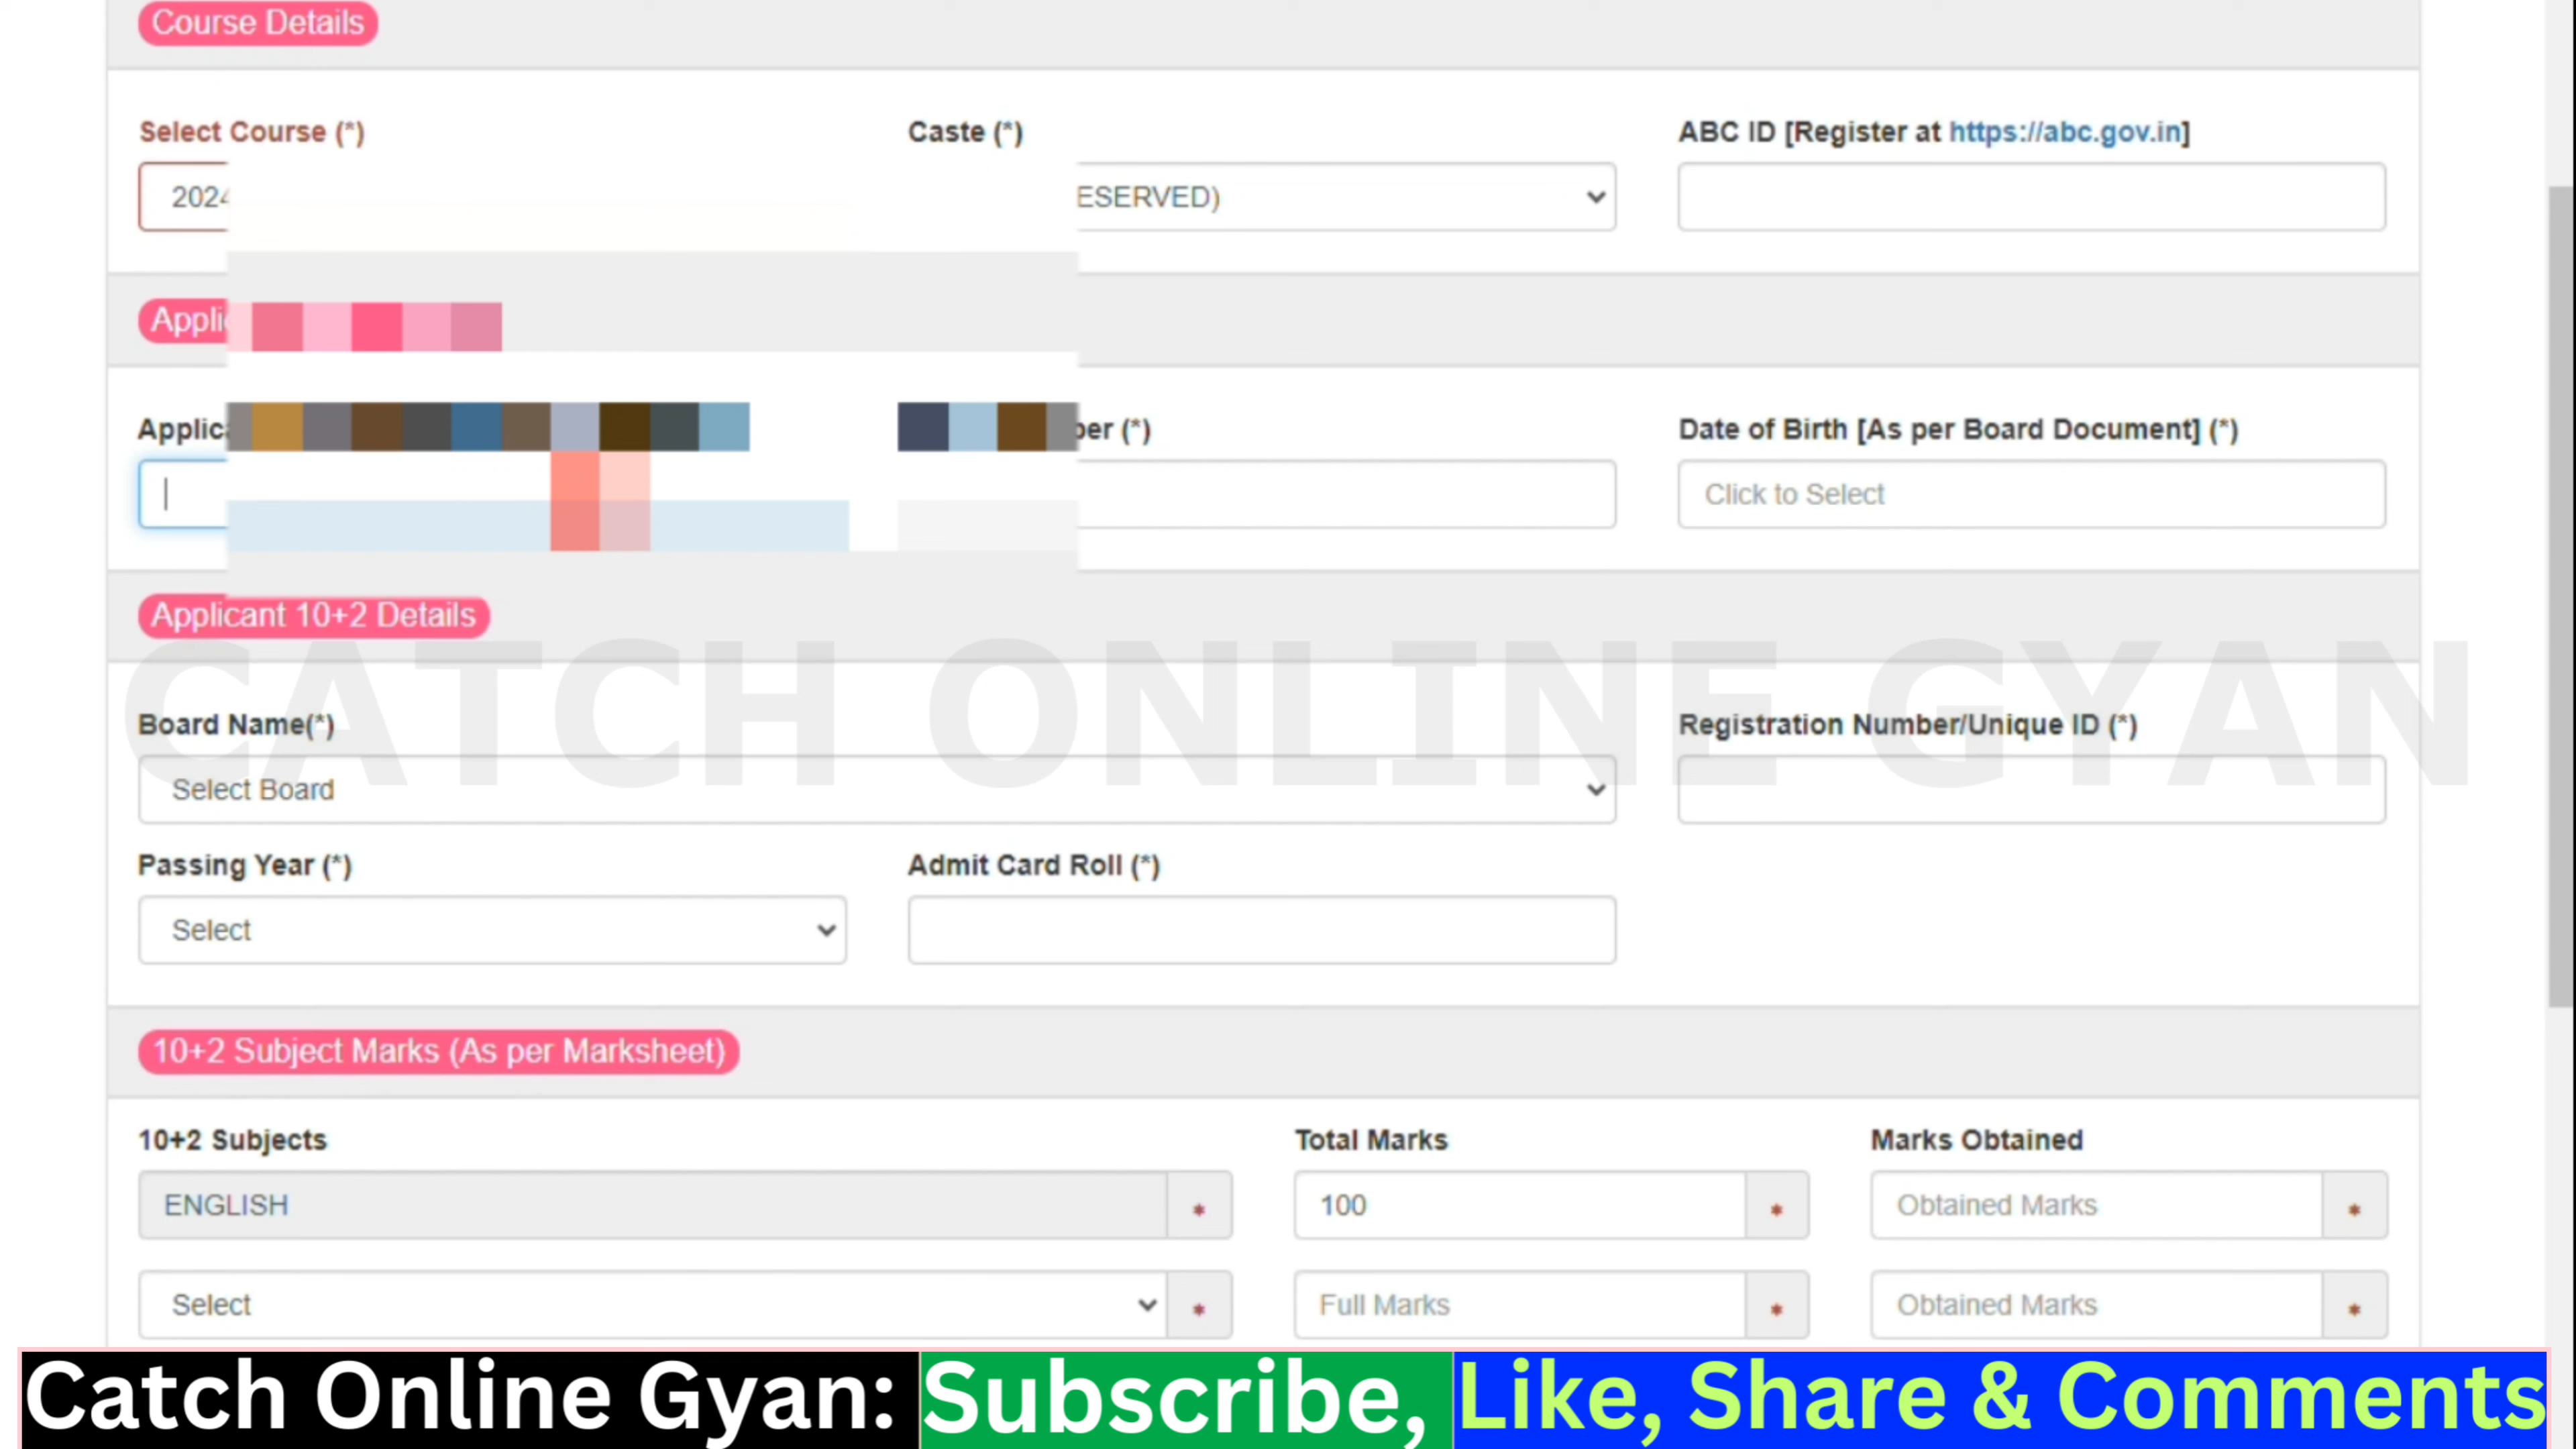 Course Details
Select Course (*)
Caste (*)
ABC ID [Register at https://abc.gov.in]
2024
ESERVED)
Applic
Date of Birth [As per Board Document] (*)
Click to Select
Applicant 10+2 Details
CATCH ONLINE GYAN
Board Name(*)
Registration Number/Unique ID (*)
Select Board
Passing Year (*)
Admit Card Roll (*)
Select
10+2 Subject Marks (As per Marksheet)
10+2 Subjects
Total Marks
Marks Obtained
ENGLISH *
100 *
Obtained Marks *
Select *
Full Marks *
Obtained Marks *
Catch Online Gyan: Subscribe, Like, Share & Comments